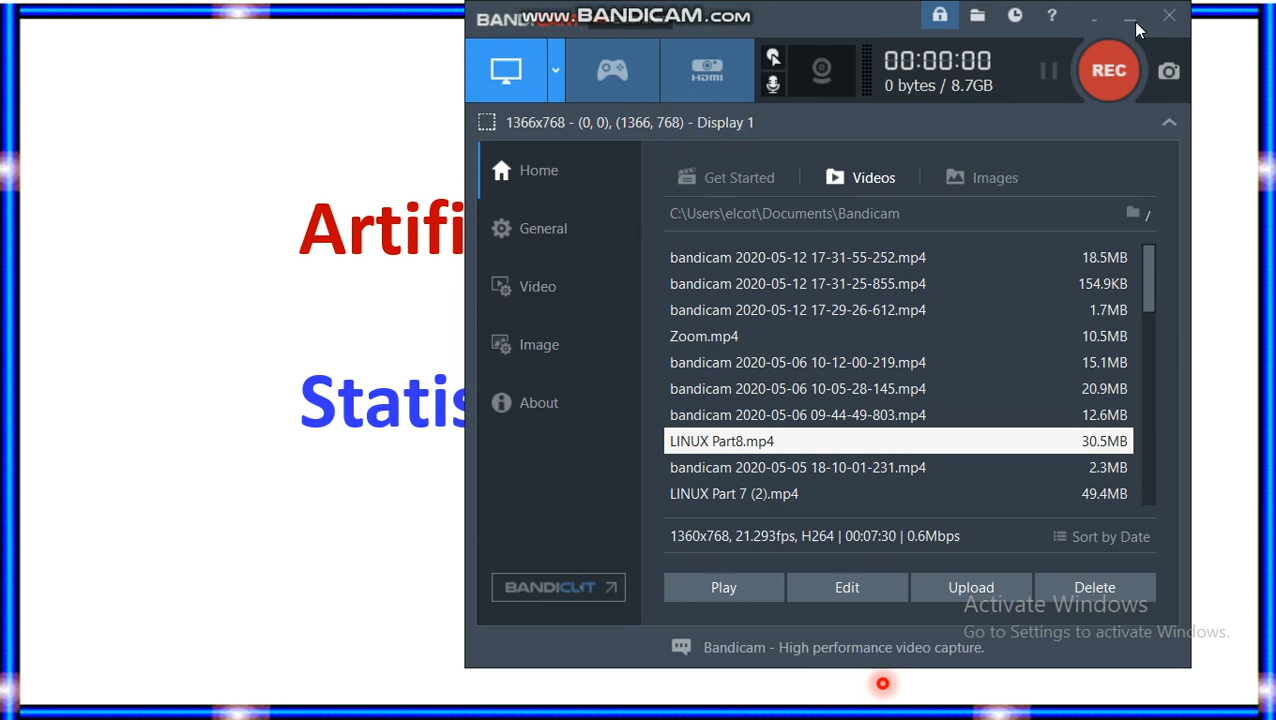 www.BANDICAM.com
00:00:00
0 bytes / 8.7GB
HDMI
REC
1366x768 - (0, 0), (1366, 768) - Display 1
Home
General
Video
Image
About
BANDICUT
Get Started
Videos
Images
C:\Users\elcot\Documents\Bandicam
/
bandicam 2020-05-12 17-31-55-252.mp4 18.5MB
bandicam 2020-05-12 17-31-25-855.mp4 154.9KB
bandicam 2020-05-12 17-29-26-612.mp4 1.7MB
Zoom.mp4 10.5MB
bandicam 2020-05-06 10-12-00-219.mp4 15.1MB
bandicam 2020-05-06 10-05-28-145.mp4 20.9MB
bandicam 2020-05-06 09-44-49-803.mp4 12.6MB
LINUX Part8.mp4 30.5MB
bandicam 2020-05-05 18-10-01-231.mp4 2.3MB
LINUX Part 7 (2).mp4 49.4MB
1360x768, 21.293fps, H264 | 00:07:30 | 0.6Mbps
Sort by Date
Play
Edit
Upload
Delete
Bandicam - High performance video capture.
Activate Windows
Go to Settings to activate Windows.
Artifi
Statis